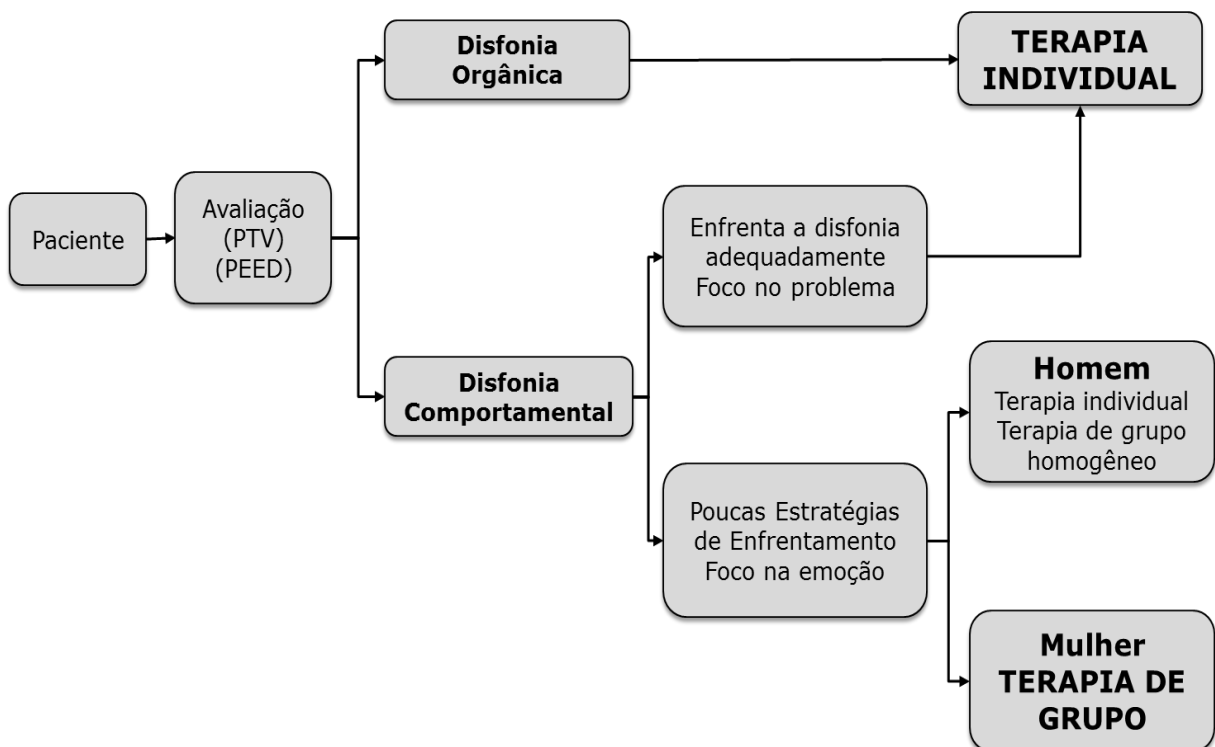 Paciente
Avaliação
(PTV)
(PEED)
Disfonia
Orgânica
TERAPIA
INDIVIDUAL
Enfrenta a disfonia
adequadamente
Foco no problema
Disfonia
Comportamental
Poucas Estratégias
de Enfrentamento
Foco na emoção
Homem
Terapia individual
Terapia de grupo
homogêneo
Mulher
TERAPIA DE
GRUPO